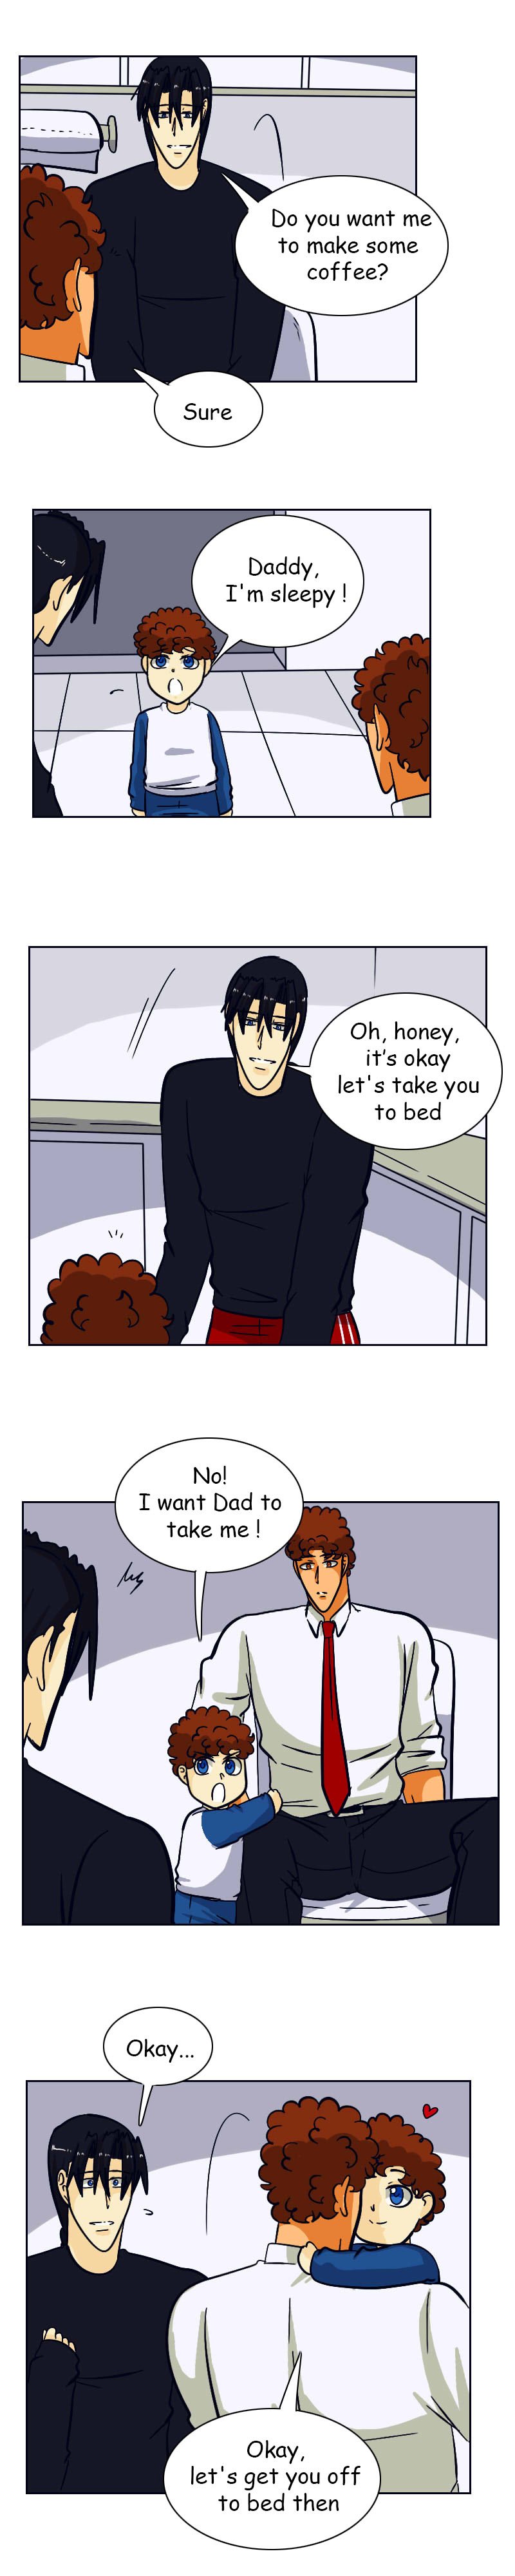 Do you want me
to make some
coffee?
Sure
Daddy,
I'm sleepy !
Oh, honey,
it's okay
let's take you
to bed
No!
I want Dad to
take me !
Okay...
Okay,
let's get you off
to bed then